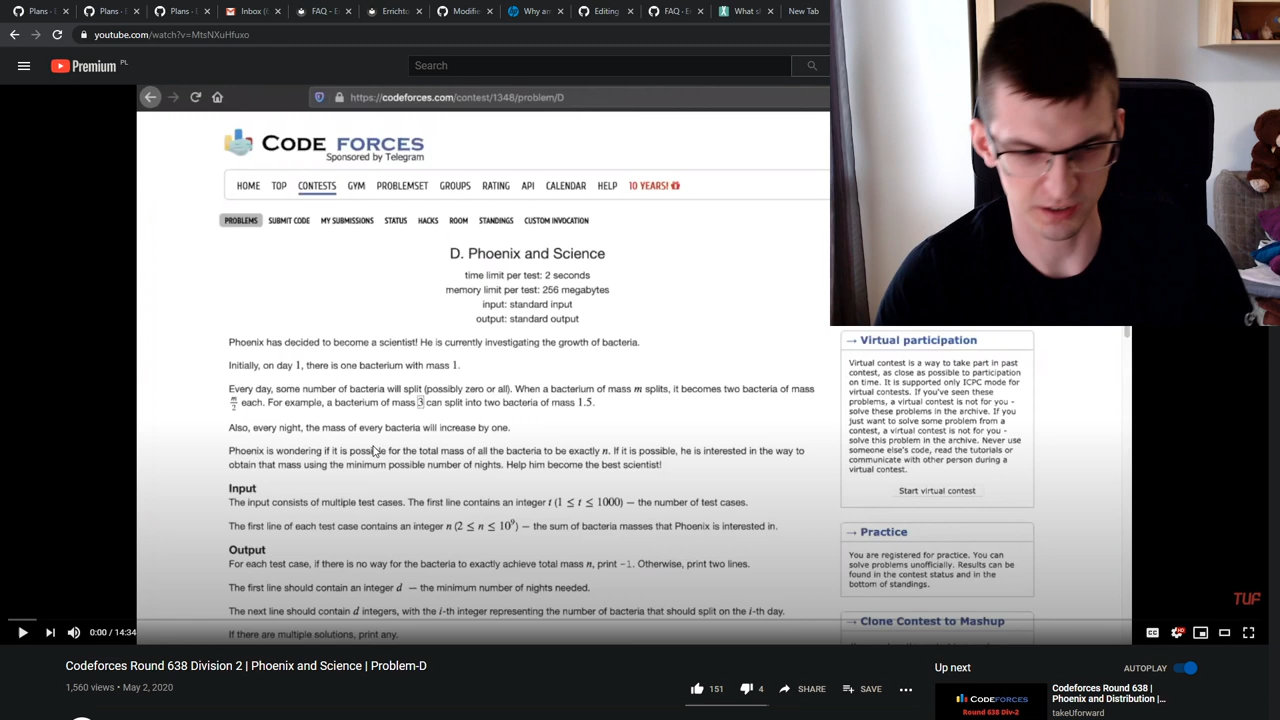 Plans -
Plans -
Plans -
Inbox (
FAQ - E
Errichto
Modifie
Why an
Editing
FAQ - E
What sl
New Tab
youtube.com/watch?v=MtsNXuHfuxo
Premium PL
Search
https://codeforces.com/contest/1348/problem/D
CODE FORCES
Sponsored by Telegram
HOME TOP CONTESTS GYM PROBLEMSET GROUPS RATING API CALENDAR HELP 10 YEARS!
PROBLEMS SUBMIT CODE MY SUBMISSIONS STATUS HACKS ROOM STANDINGS CUSTOM INVOCATION
D. Phoenix and Science
time limit per test: 2 seconds
memory limit per test: 256 megabytes
input: standard input
output: standard output
Phoenix has decided to become a scientist! He is currently investigating the growth of bacteria.
Initially, on day 1, there is one bacterium with mass 1.
Every day, some number of bacteria will split (possibly zero or all). When a bacterium of mass m splits, it becomes two bacteria of mass
m/2 each. For example, a bacterium of mass 3 can split into two bacteria of mass 1.5.
Also, every night, the mass of every bacteria will increase by one.
Phoenix is wondering if it is possible for the total mass of all the bacteria to be exactly n. If it is possible, he is interested in the way to
obtain that mass using the minimum possible number of nights. Help him become the best scientist!
Input
The input consists of multiple test cases. The first line contains an integer t (1 ≤ t ≤ 1000) — the number of test cases.
The first line of each test case contains an integer n (2 ≤ n ≤ 10^9) — the sum of bacteria masses that Phoenix is interested in.
Output
For each test case, if there is no way for the bacteria to exactly achieve total mass n, print -1. Otherwise, print two lines.
The first line should contain an integer d — the minimum number of nights needed.
The next line should contain d integers, with the i-th integer representing the number of bacteria that should split on the i-th day.
If there are multiple solutions, print any.
→ Virtual participation
Virtual contest is a way to take part in past
contest, as close as possible to participation
on time. It is supported only ICPC mode for
virtual contests. If you've seen these
problems, a virtual contest is not for you -
solve these problems in the archive. If you
just want to solve some problem from a
contest, a virtual contest is not for you -
solve this problem in the archive. Never use
someone else's code, read the tutorials or
communicate with other person during a
virtual contest.
Start virtual contest
→ Practice
You are registered for practice. You can
solve problems unofficially. Results can be
found in the contest status and in the
bottom of standings.
→ Clone Contest to Mashup
TUF
0:00 / 14:34
CC
HD
Codeforces Round 638 Division 2 | Phoenix and Science | Problem-D
1,560 views • May 2, 2020
151
4
SHARE
SAVE
Up next
AUTOPLAY
CODEFORCES
Round 638 Div-2
Codeforces Round 638 |
Phoenix and Distribution |...
takeUforward